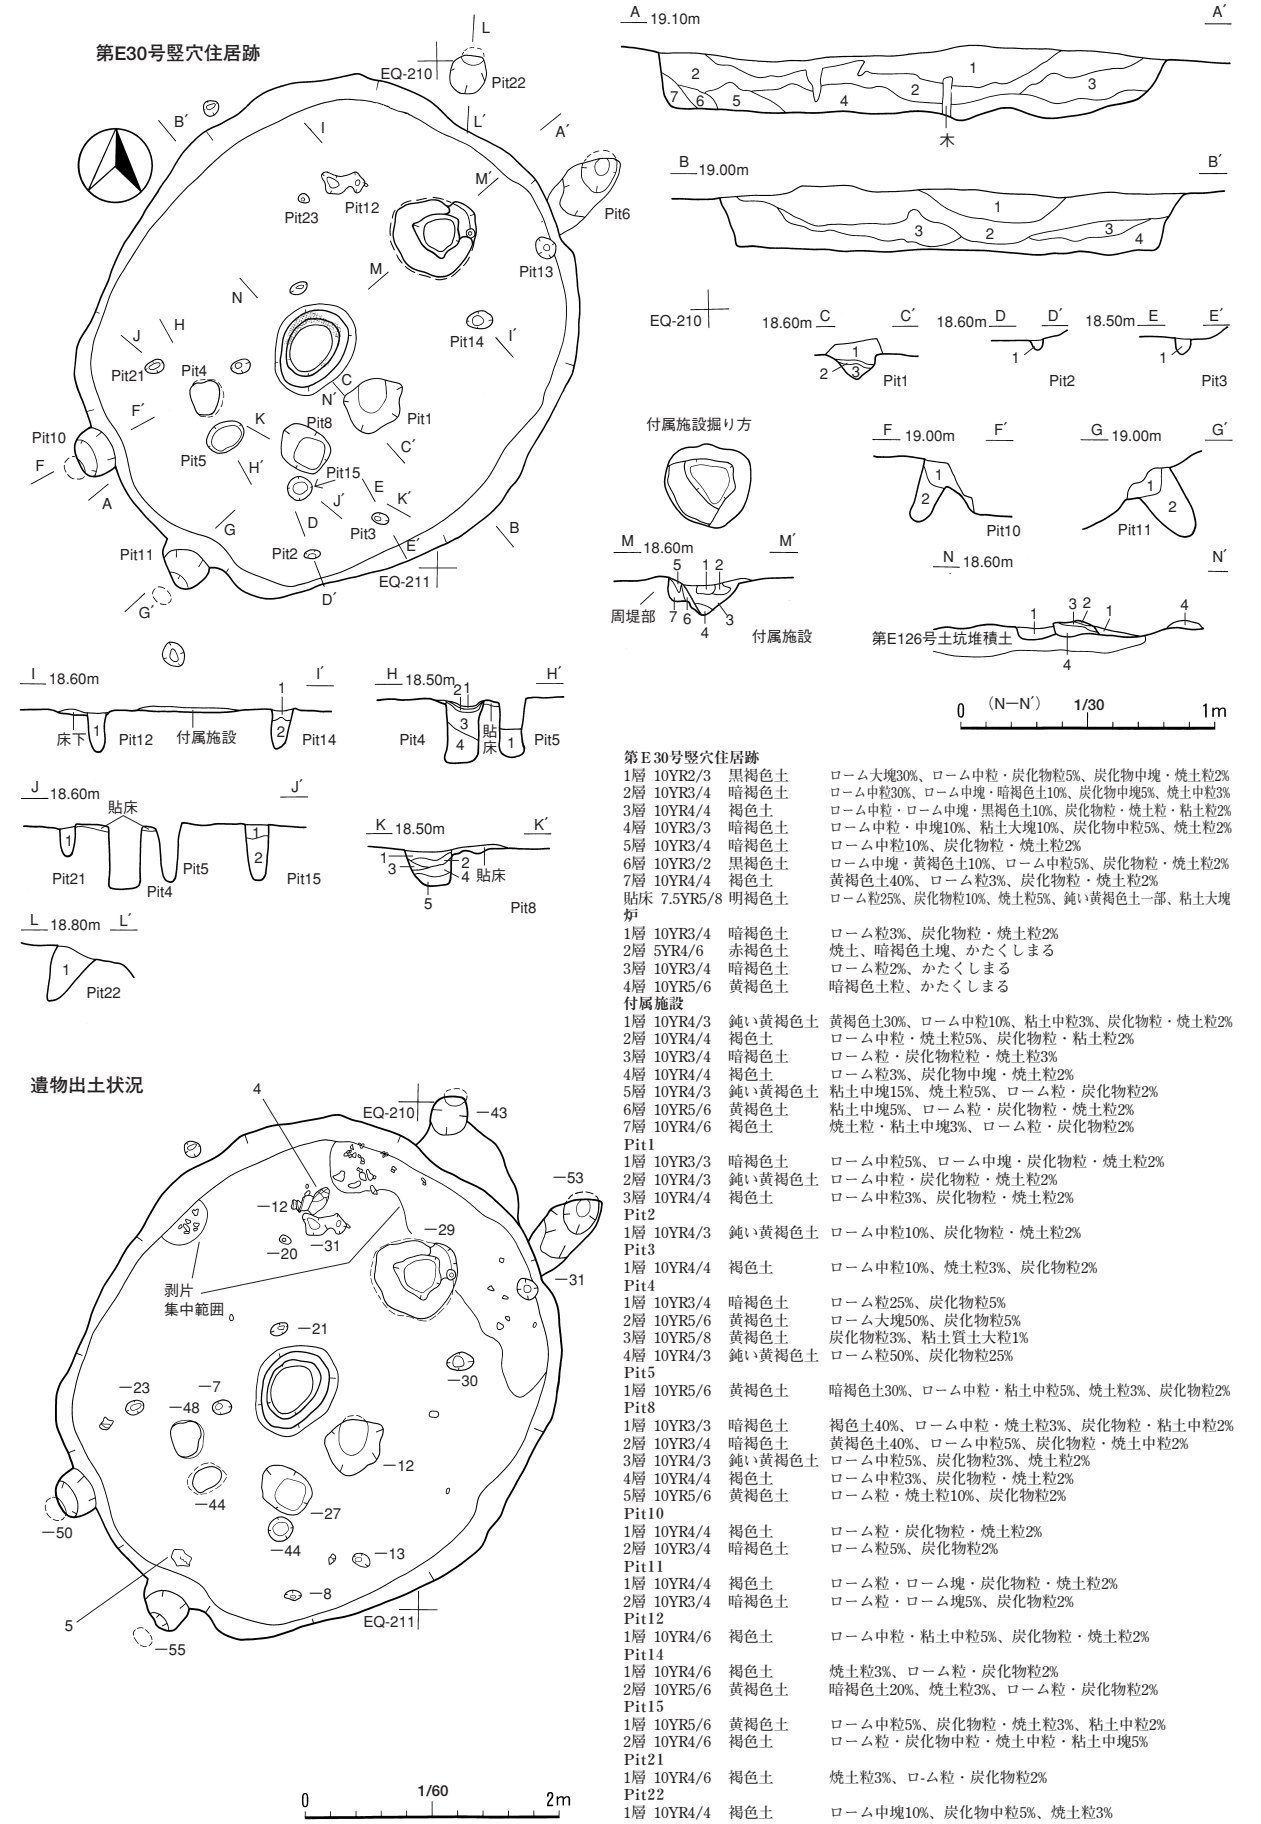 第E30号竪穴住居跡
L
EQ-210
Pit22
B´
I
L´
A´
M´
Pit23
Pit12
Pit6
Pit13
M
N
J
H
Pit14
I´
Pit21
Pit4
C
N´
F´
K
Pit8
Pit1
Pit10
Pit5
C´
F
H´
Pit15
A
E
K´
J´
G
D
Pit3
B
Pit11
Pit2
E´
EQ-211
D´
G´
A 19.10m A´
2 1 3
7 6 5 4 2
木
B 19.00m B´
1
3 2 3 4
EQ-210
18.60m C C´
1
2 3
Pit1
18.60m D D´
1
Pit2
18.50m E E´
1
Pit3
付属施設掘り方
F 19.00m F´
1
2
Pit10
G 19.00m G´
1
2
Pit11
M 18.60m M´
5 1 2
周堤部 7 6 4 3
付属施設
N 18.60m N´
1 3 2 1 4
第E126号土坑堆積土
4
(N－N´) 1/30
0 1m
I 18.60m I´
1
床下 1 Pit12 付属施設 2 Pit14
H 18.50m H´
2 1
3
4
Pit4 貼床 1 Pit5
J 18.60m J´
貼床
1 1
2
Pit21 Pit4 Pit5 Pit15
K 18.50m K´
1 2
3 4 貼床
5
Pit8
L 18.80m L´
1
Pit22
遺物出土状況
4
EQ-210
－43
－53
－12
－31
－20
－29
－31
剥片
集中範囲
－21
－30
－23
－7
－48
－12
－44
－27
－50
－44
－13
－8
5
EQ-211
－55
1/60
0 2m
第E30号竪穴住居跡
1層 10YR2/3 黒褐色土 ローム大塊30%、ローム中粒・炭化物粒5%、炭化物中塊・焼土粒2%
2層 10YR3/4 暗褐色土 ローム中粒30%、ローム中塊・暗褐色土10%、炭化物中塊5%、焼土中粒3%
3層 10YR4/4 褐色土 ローム中粒・ローム中塊・黒褐色土10%、炭化物粒・焼土粒・粘土粒2%
4層 10YR3/3 暗褐色土 ローム中粒・中塊10%、粘土大塊10%、炭化物中粒5%、焼土粒2%
5層 10YR3/4 暗褐色土 ローム中粒10%、炭化物粒・焼土粒2%
6層 10YR3/2 黒褐色土 ローム中塊・黄褐色土10%、ローム中粒5%、炭化物粒・焼土粒2%
7層 10YR4/4 褐色土 黄褐色土40%、ローム粒3%、炭化物粒・焼土粒2%
貼床 7.5YR5/8 明褐色土 ローム粒25%、炭化物粒10%、焼土粒5%、鈍い黄褐色土一部、粘土大塊
炉
1層 10YR3/4 暗褐色土 ローム粒3%、炭化物粒・焼土粒2%
2層 5YR4/6 赤褐色土 焼土、暗褐色土塊、かたくしまる
3層 10YR3/4 暗褐色土 ローム粒2%、かたくしまる
4層 10YR5/6 黄褐色土 暗褐色土粒、かたくしまる
付属施設
1層 10YR4/3 鈍い黄褐色土 黄褐色土30%、ローム中粒10%、粘土中粒3%、炭化物粒・焼土粒2%
2層 10YR4/4 褐色土 ローム中粒・焼土粒5%、炭化物粒・粘土粒2%
3層 10YR3/4 暗褐色土 ローム粒・炭化物粒粒・焼土粒3%
4層 10YR4/4 褐色土 ローム粒3%、炭化物中塊・焼土粒2%
5層 10YR4/3 鈍い黄褐色土 粘土中塊15%、焼土粒5%、ローム粒・炭化物粒2%
6層 10YR5/6 黄褐色土 粘土中塊5%、ローム粒・炭化物粒・焼土粒2%
7層 10YR4/6 褐色土 焼土粒・粘土中塊3%、ローム粒・炭化物粒2%
Pit1
1層 10YR3/3 暗褐色土 ローム中粒5%、ローム中塊・炭化物粒・焼土粒2%
2層 10YR4/3 鈍い黄褐色土 ローム中粒・炭化物粒・焼土粒2%
3層 10YR4/4 褐色土 ローム中粒3%、炭化物粒・焼土粒2%
Pit2
1層 10YR4/3 鈍い黄褐色土 ローム中粒10%、炭化物粒・焼土粒2%
Pit3
1層 10YR4/4 褐色土 ローム中粒10%、焼土粒3%、炭化物粒2%
Pit4
1層 10YR3/4 暗褐色土 ローム粒25%、炭化物粒5%
2層 10YR5/6 黄褐色土 ローム大塊50%、炭化物粒5%
3層 10YR5/8 黄褐色土 炭化物粒3%、粘土質土大粒1%
4層 10YR4/3 鈍い黄褐色土 ローム粒50%、炭化物粒25%
Pit5
1層 10YR5/6 黄褐色土 暗褐色土30%、ローム中粒・粘土中粒5%、焼土粒3%、炭化物粒2%
Pit8
1層 10YR3/3 暗褐色土 褐色土40%、ローム中粒・焼土粒3%、炭化物粒・粘土中粒2%
2層 10YR3/4 暗褐色土 黄褐色土40%、ローム中粒5%、炭化物粒・焼土中粒2%
3層 10YR4/3 鈍い黄褐色土 ローム中粒5%、炭化物粒3%、焼土粒2%
4層 10YR4/4 褐色土 ローム中粒3%、炭化物粒・焼土粒2%
5層 10YR5/6 黄褐色土 ローム粒・焼土粒10%、炭化物粒2%
Pit10
1層 10YR4/4 褐色土 ローム粒・炭化物粒・焼土粒2%
2層 10YR3/4 暗褐色土 ローム粒5%、炭化物粒2%
Pit11
1層 10YR4/4 褐色土 ローム粒・ローム塊・炭化物粒・焼土粒2%
2層 10YR3/4 暗褐色土 ローム粒・ローム塊5%、炭化物粒2%
Pit12
1層 10YR4/6 褐色土 ローム中粒・粘土中粒5%、炭化物粒・焼土粒2%
Pit14
1層 10YR4/6 褐色土 焼土粒3%、ローム粒・炭化物粒2%
2層 10YR5/6 黄褐色土 暗褐色土20%、焼土粒3%、ローム粒・炭化物粒2%
Pit15
1層 10YR5/6 黄褐色土 ローム中粒5%、炭化物粒・焼土粒3%、粘土中粒2%
2層 10YR4/6 褐色土 ローム粒・炭化物中粒・焼土中粒・粘土中塊5%
Pit21
1層 10YR4/6 褐色土 焼土粒3%、ロ-ム粒・炭化物粒2%
Pit22
1層 10YR4/4 褐色土 ローム中塊10%、炭化物中粒5%、焼土粒3%